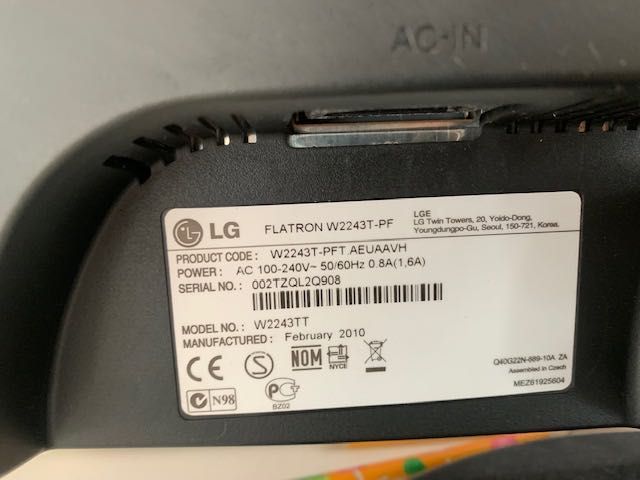 AC-IN
LG
FLATRON W2243T-PF
LGE
LG Twin Towers, 20, Yoido-Dong,
Youngdungpo-Gu, Seoul, 150-721, Korea.
PRODUCT CODE: W2243T-PFT.AEUAAVH
POWER: AC 100-240V~ 50/60Hz 0.8A(1,6A)
SERIAL NO.: 002TZQL2Q908
MODEL NO.: W2243TT
MANUFACTURED: February 2010
CE S NOM NYCE
N98 PG BZ02
Q40G22N-889-10A ZA
Assembled in Czech
MEZ61925604